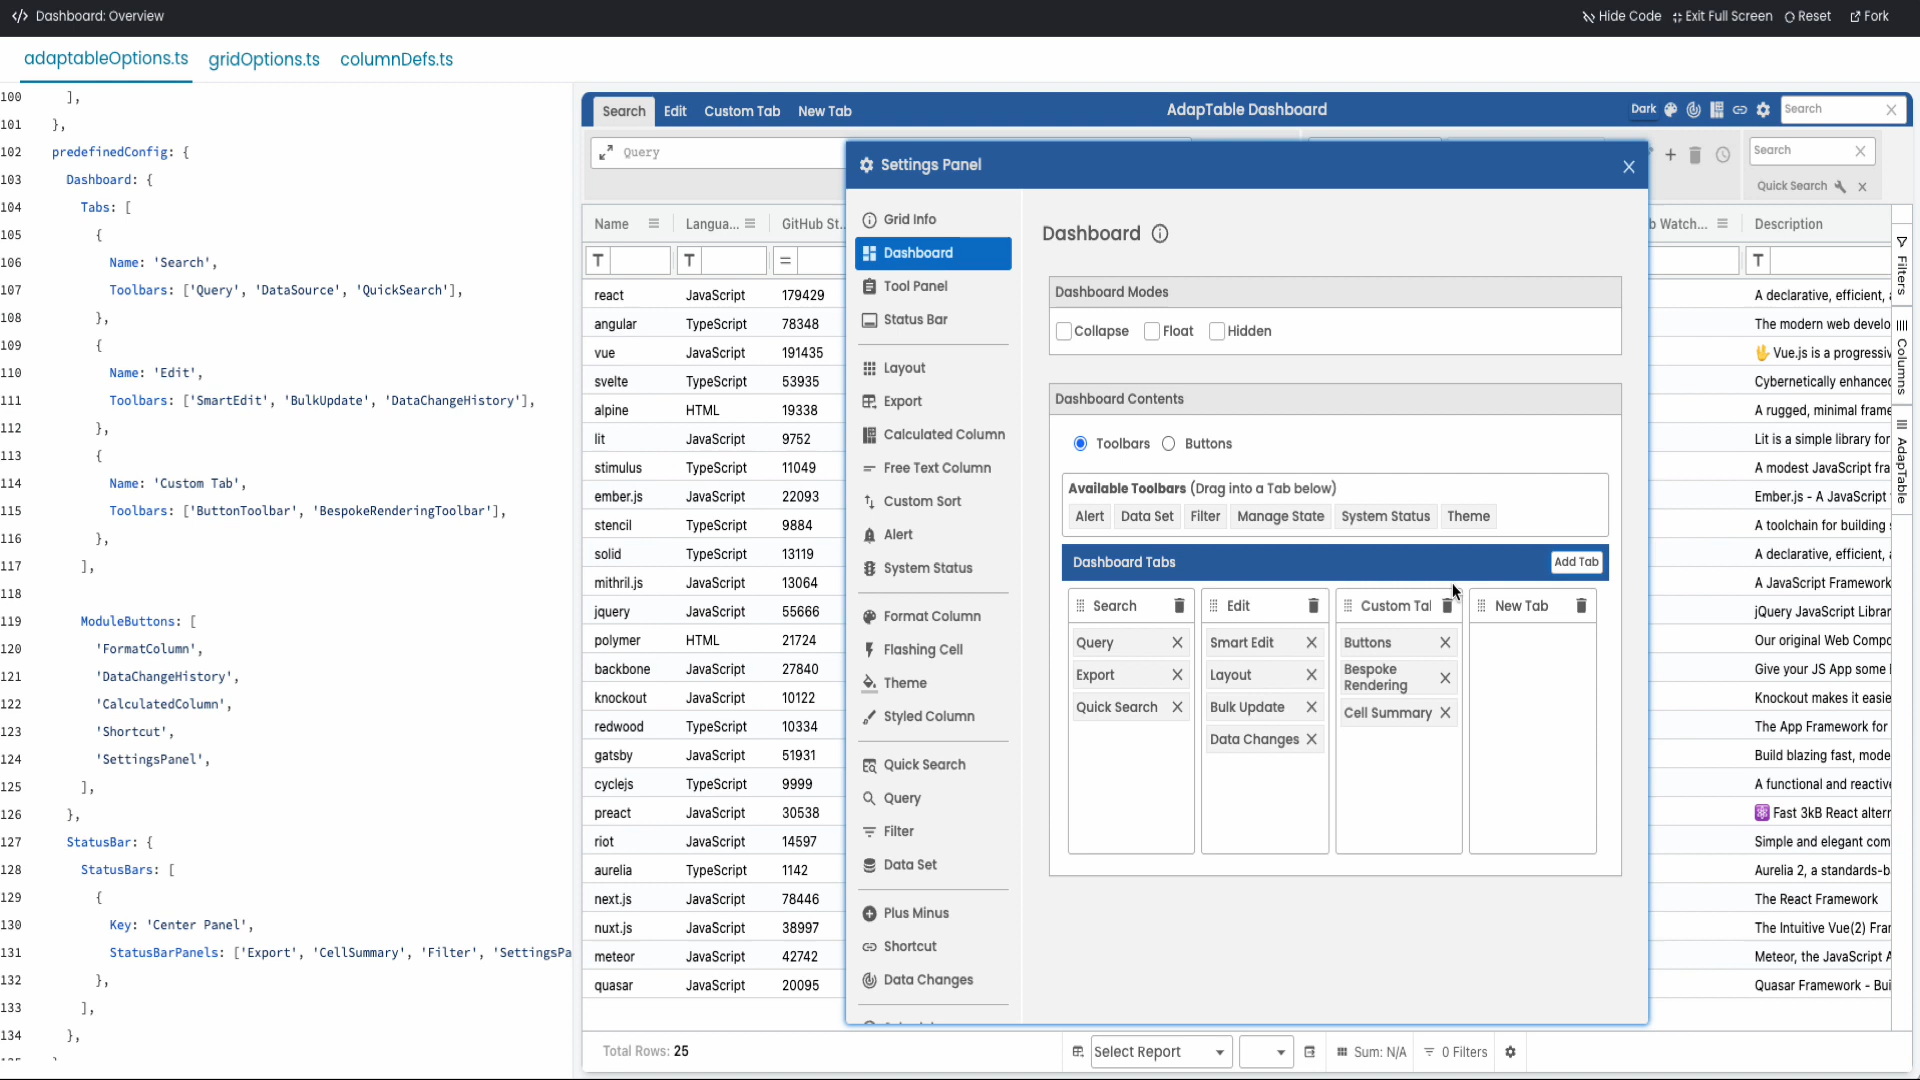 Dashboard: Overview
Hide Code
Exit Full Screen
Reset
Fork
adaptableOptions.ts
gridOptions.ts
columnDefs.ts
100 ],
101 },
102 predefinedConfig: {
103 Dashboard: {
104 Tabs: [
105 {
106 Name: 'Search',
107 Toolbars: ['Query', 'DataSource', 'QuickSearch'],
108 },
109 {
110 Name: 'Edit',
111 Toolbars: ['SmartEdit', 'BulkUpdate', 'DataChangeHistory'],
112 },
113 {
114 Name: 'Custom Tab',
115 Toolbars: ['ButtonToolbar', 'BespokeRenderingToolbar'],
116 },
117 ],
118
119 ModuleButtons: [
120 'FormatColumn',
121 'DataChangeHistory',
122 'CalculatedColumn',
123 'Shortcut',
124 'SettingsPanel',
125 ],
126 },
127 StatusBar: {
128 StatusBars: [
129 {
130 Key: 'Center Panel',
131 StatusBarPanels: ['Export', 'CellSummary', 'Filter', 'SettingsPa
132 },
133 ],
134 },
Search
Edit
Custom Tab
New Tab
AdapTable Dashboard
Dark
Search
Query
Search
Quick Search
Name
Langua...
GitHub St...
b Watch...
Description
react JavaScript 179429 A declarative, efficient, a
angular TypeScript 78348 The modern web develo
vue JavaScript 191435 🖖 Vue.js is a progressiv
svelte TypeScript 53935 Cybernetically enhanced
alpine HTML 19338 A rugged, minimal frame
lit JavaScript 9752 Lit is a simple library for
stimulus TypeScript 11049 A modest JavaScript fra
ember.js JavaScript 22093 Ember.js - A JavaScript
stencil TypeScript 9884 A toolchain for building
solid TypeScript 13119 A declarative, efficient, a
mithril.js JavaScript 13064 A JavaScript Framework
jquery JavaScript 55666 jQuery JavaScript Librar
polymer HTML 21724 Our original Web Compo
backbone JavaScript 27840 Give your JS App some
knockout JavaScript 10122 Knockout makes it easie
redwood TypeScript 10334 The App Framework for
gatsby JavaScript 51931 Build blazing fast, mode
cyclejs TypeScript 9999 A functional and reactive
preact JavaScript 30538 ⚛️ Fast 3kB React altern
riot JavaScript 14597 Simple and elegant com
aurelia TypeScript 1142 Aurelia 2, a standards-b
next.js JavaScript 78446 The React Framework
nuxt.js JavaScript 38997 The Intuitive Vue(2) Fran
meteor JavaScript 42742 Meteor, the JavaScript A
quasar JavaScript 20095 Quasar Framework - Bui
Filters
Columns
AdapTable
Settings Panel
Grid Info
Dashboard
Tool Panel
Status Bar
Layout
Export
Calculated Column
Free Text Column
Custom Sort
Alert
System Status
Format Column
Flashing Cell
Theme
Styled Column
Quick Search
Query
Filter
Data Set
Plus Minus
Shortcut
Data Changes
Dashboard
Dashboard Modes
Collapse Float Hidden
Dashboard Contents
Toolbars Buttons
Available Toolbars (Drag into a Tab below)
Alert Data Set Filter Manage State System Status Theme
Dashboard Tabs
Add Tab
Search
Query
Export
Quick Search
Edit
Smart Edit
Layout
Bulk Update
Data Changes
Custom Tal
Buttons
Bespoke
Rendering
Cell Summary
New Tab
Total Rows: 25
Select Report
Sum: N/A
0 Filters